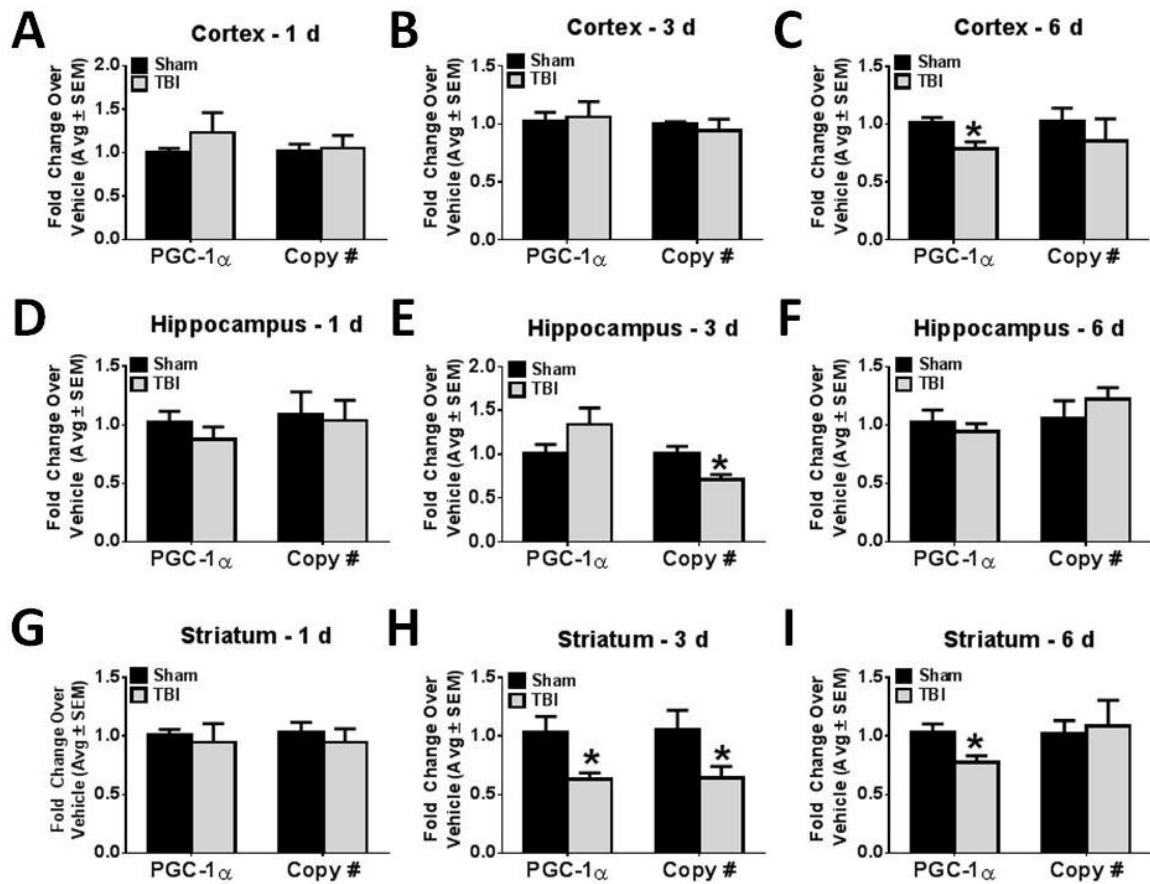 A
Cortex - 1 d
Fold Change Over
Vehicle (Avg ± SEM)
2.0
1.5
1.0
0.5
0.0
Sham
TBI
PGC-1α
Copy #
B
Cortex - 3 d
Fold Change Over
Vehicle (Avg ± SEM)
1.5
1.0
0.5
0.0
Sham
TBI
PGC-1α
Copy #
C
Cortex - 6 d
Fold Change Over
Vehicle (Avg ± SEM)
1.5
1.0
0.5
0.0
Sham
TBI
*
PGC-1α
Copy #
D
Hippocampus - 1 d
Fold Change Over
Vehicle (Avg ± SEM)
1.5
1.0
0.5
0.0
Sham
TBI
PGC-1α
Copy #
E
Hippocampus - 3 d
Fold Change Over
Vehicle (Avg ± SEM)
2.0
1.5
1.0
0.5
0.0
Sham
TBI
*
PGC-1α
Copy #
F
Hippocampus - 6 d
Fold Change Over
Vehicle (Avg ± SEM)
1.5
1.0
0.5
0.0
Sham
TBI
PGC-1α
Copy #
G
Striatum - 1 d
Fold Change Over
Vehicle (Avg ± SEM)
1.5
1.0
0.5
0.0
Sham
TBI
PGC-1α
Copy #
H
Striatum - 3 d
Fold Change Over
Vehicle (Avg ± SEM)
1.5
1.0
0.5
0.0
Sham
TBI
*
*
PGC-1α
Copy #
I
Striatum - 6 d
Fold Change Over
Vehicle (Avg ± SEM)
1.5
1.0
0.5
0.0
Sham
TBI
*
PGC-1α
Copy #